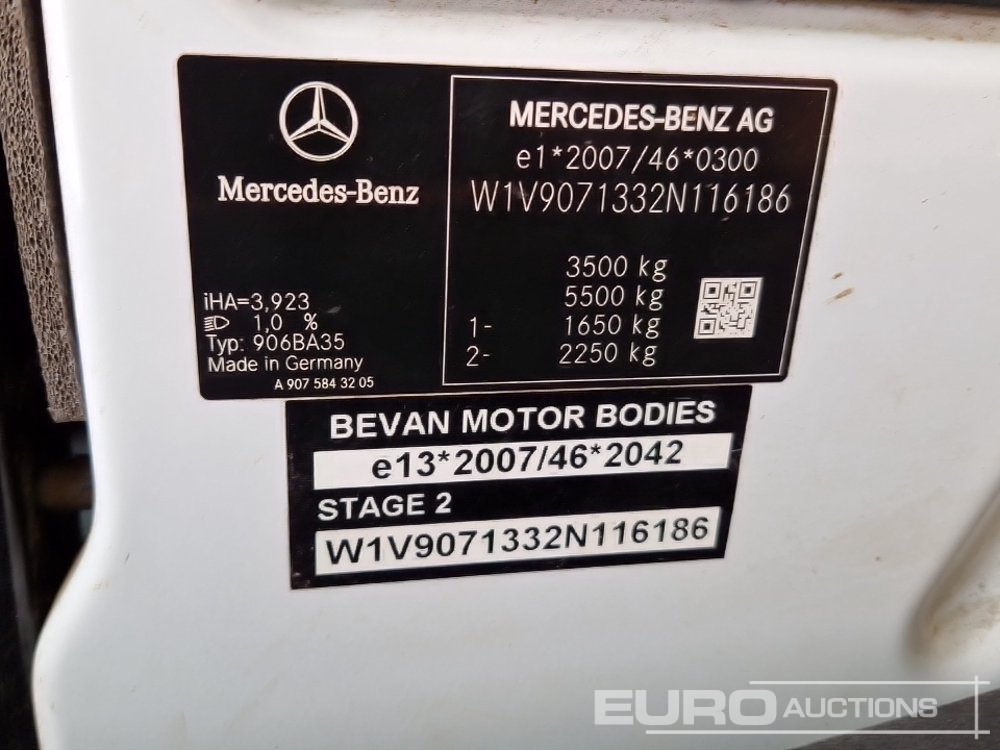 Mercedes-Benz
iHA=3,923
1,0 %
Typ: 906BA35
Made in Germany
A 907 584 32 05
MERCEDES-BENZ AG
e1*2007/46*0300
W1V9071332N116186
3500 kg
5500 kg
1- 1650 kg
2- 2250 kg
BEVAN MOTOR BODIES
e13*2007/46*2042
STAGE 2
W1V9071332N116186
EURO AUCTIONS